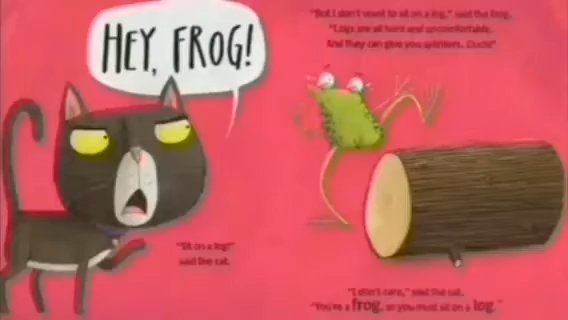 HEY, FROG!
"Sit on a log!"
said the cat.
"But I don't want to sit on a log," said the frog.
"Logs are all hard and uncomfortable.
And they can give you splinters. Ouch!"
"I don't care," said the cat.
"You're a frog, so you must sit on a log."